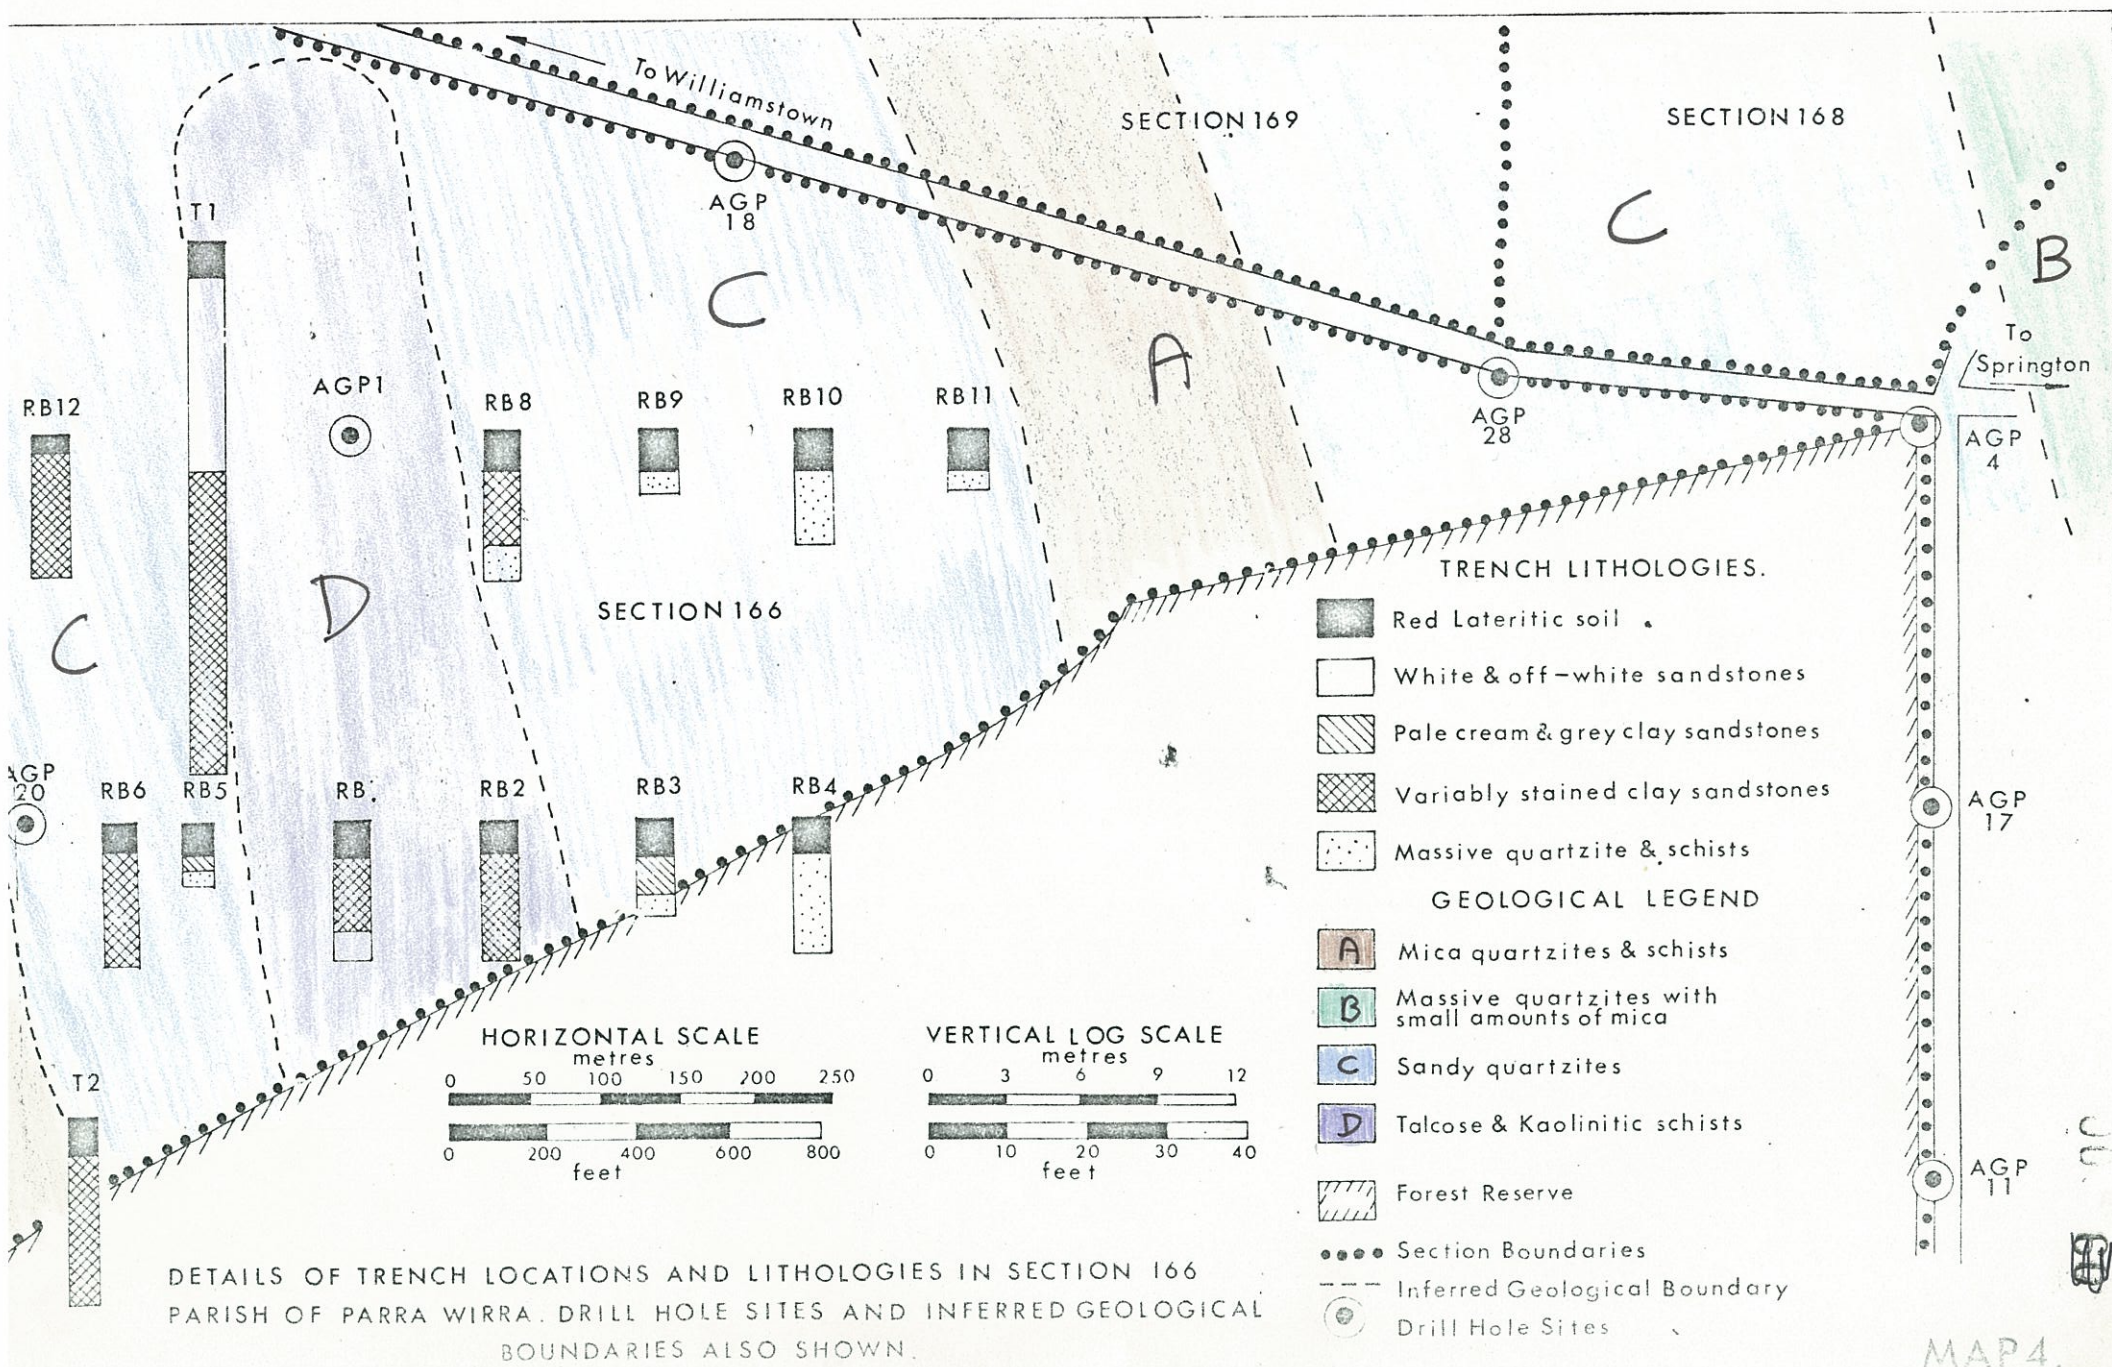 To Williamstown
SECTION 169
SECTION 168
T1
AGP
18
C
C
B
A
To
Springton
RB12
AGP1
RB8
RB9
RB10
RB11
AGP
28
AGP
4
D
C
SECTION 166
AGP
20
RB6
RB5
RB
RB2
RB3
RB4
AGP
17
AGP
11
T2
TRENCH LITHOLOGIES.
Red Lateritic soil
White & off-white sandstones
Pale cream & grey clay sandstones
Variably stained clay sandstones
Massive quartzite & schists
GEOLOGICAL LEGEND
A Mica quartzites & schists
B Massive quartzites with
small amounts of mica
C Sandy quartzites
D Talcose & Kaolinitic schists
Forest Reserve
Section Boundaries
Inferred Geological Boundary
Drill Hole Sites
HORIZONTAL SCALE
metres
0 50 100 150 200 250
0 200 400 600 800
feet
VERTICAL LOG SCALE
metres
0 3 6 9 12
0 10 20 30 40
feet
DETAILS OF TRENCH LOCATIONS AND LITHOLOGIES IN SECTION 166
PARISH OF PARRA WIRRA. DRILL HOLE SITES AND INFERRED GEOLOGICAL
BOUNDARIES ALSO SHOWN.
MAP 4